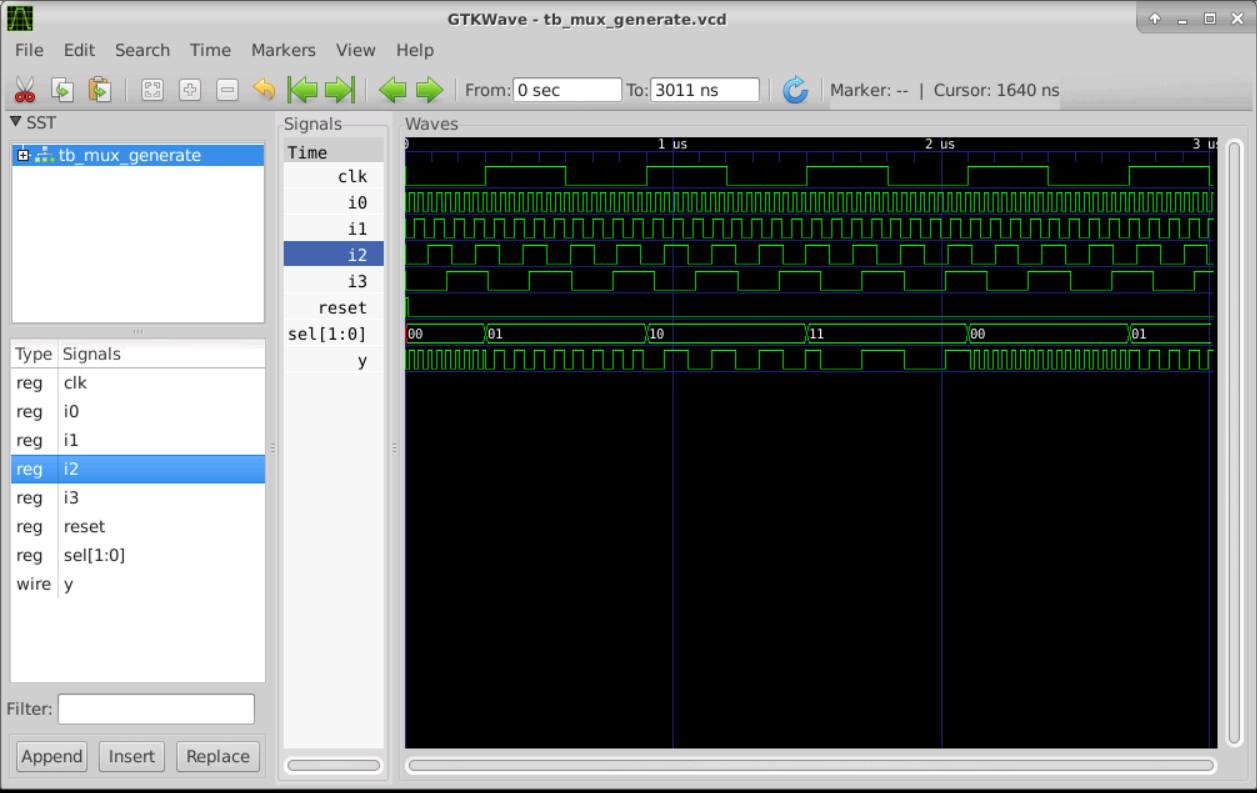 GTKWave - tb_mux_generate.vcd
File Edit Search Time Markers View Help
From: 0 sec To: 3011 ns Marker: -- | Cursor: 1640 ns
SST
tb_mux_generate
Type Signals
reg clk
reg i0
reg i1
reg i2
reg i3
reg reset
reg sel[1:0]
wire y
Filter:
Append Insert Replace
Signals
Time
clk
i0
i1
i2
i3
reset
sel[1:0]
y
Waves
0 1 us 2 us 3 us
00 01 10 11 00 01